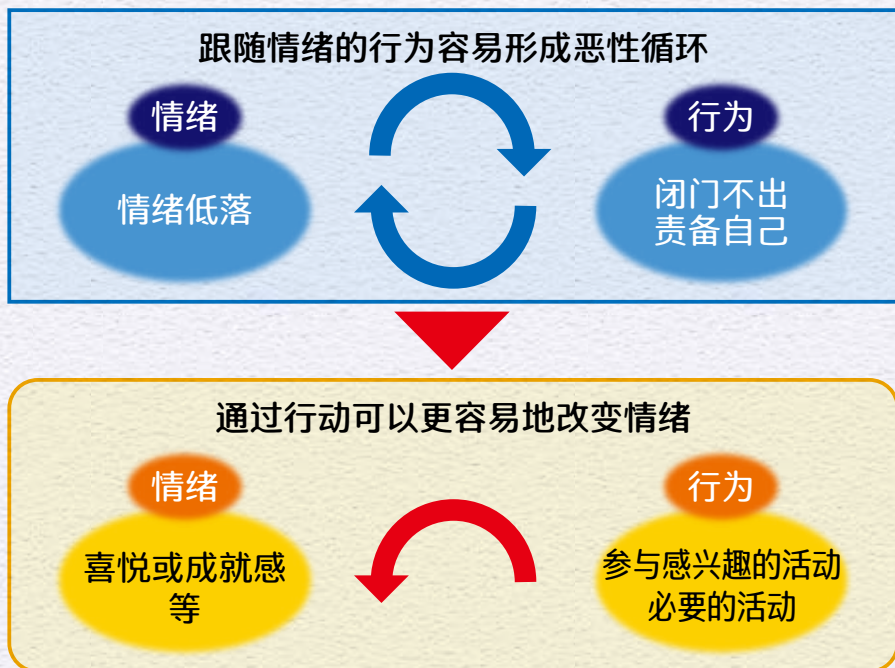 跟随情绪的行为容易形成恶性循环
情绪
行为
情绪低落
闭门不出
责备自己
通过行动可以更容易地改变情绪
情绪
行为
喜悦或成就感
等
参与感兴趣的活动
必要的活动